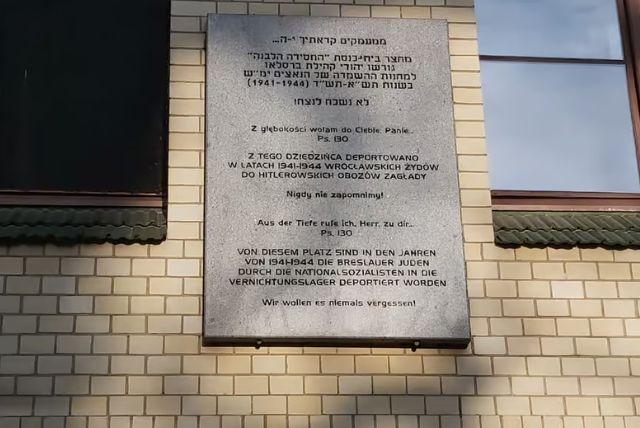 ממעמקים קראתיך י-ה...
מחצר בית-כנסת "החסידה הלבנה"
גורשו יהודי קהילת ברסלאו
למחנות ההשמדה של הנאצים ימ"ש
בשנות תש"א-תש"ד (1941-1944)
לא נשכח לנצח!
Z głębokości wołam do Ciebie, Panie...
Ps. 130
Z TEGO DZIEDZIŃCA DEPORTOWANO
W LATACH 1941-1944 WROCŁAWSKICH ŻYDÓW
DO HITLEROWSKICH OBOZÓW ZAGŁADY
Nigdy nie zapomnimy!
Aus der Tiefe rufe ich, Herr, zu dir...
Ps. 130
VON DIESEM PLATZ SIND IN DEN JAHREN
VON 1941-1944 DIE BRESLAUER JUDEN
DURCH DIE NATIONALSOZIALISTEN IN DIE
VERNICHTUNGSLAGER DEPORTIERT WORDEN
Wir wollen es niemals vergessen!